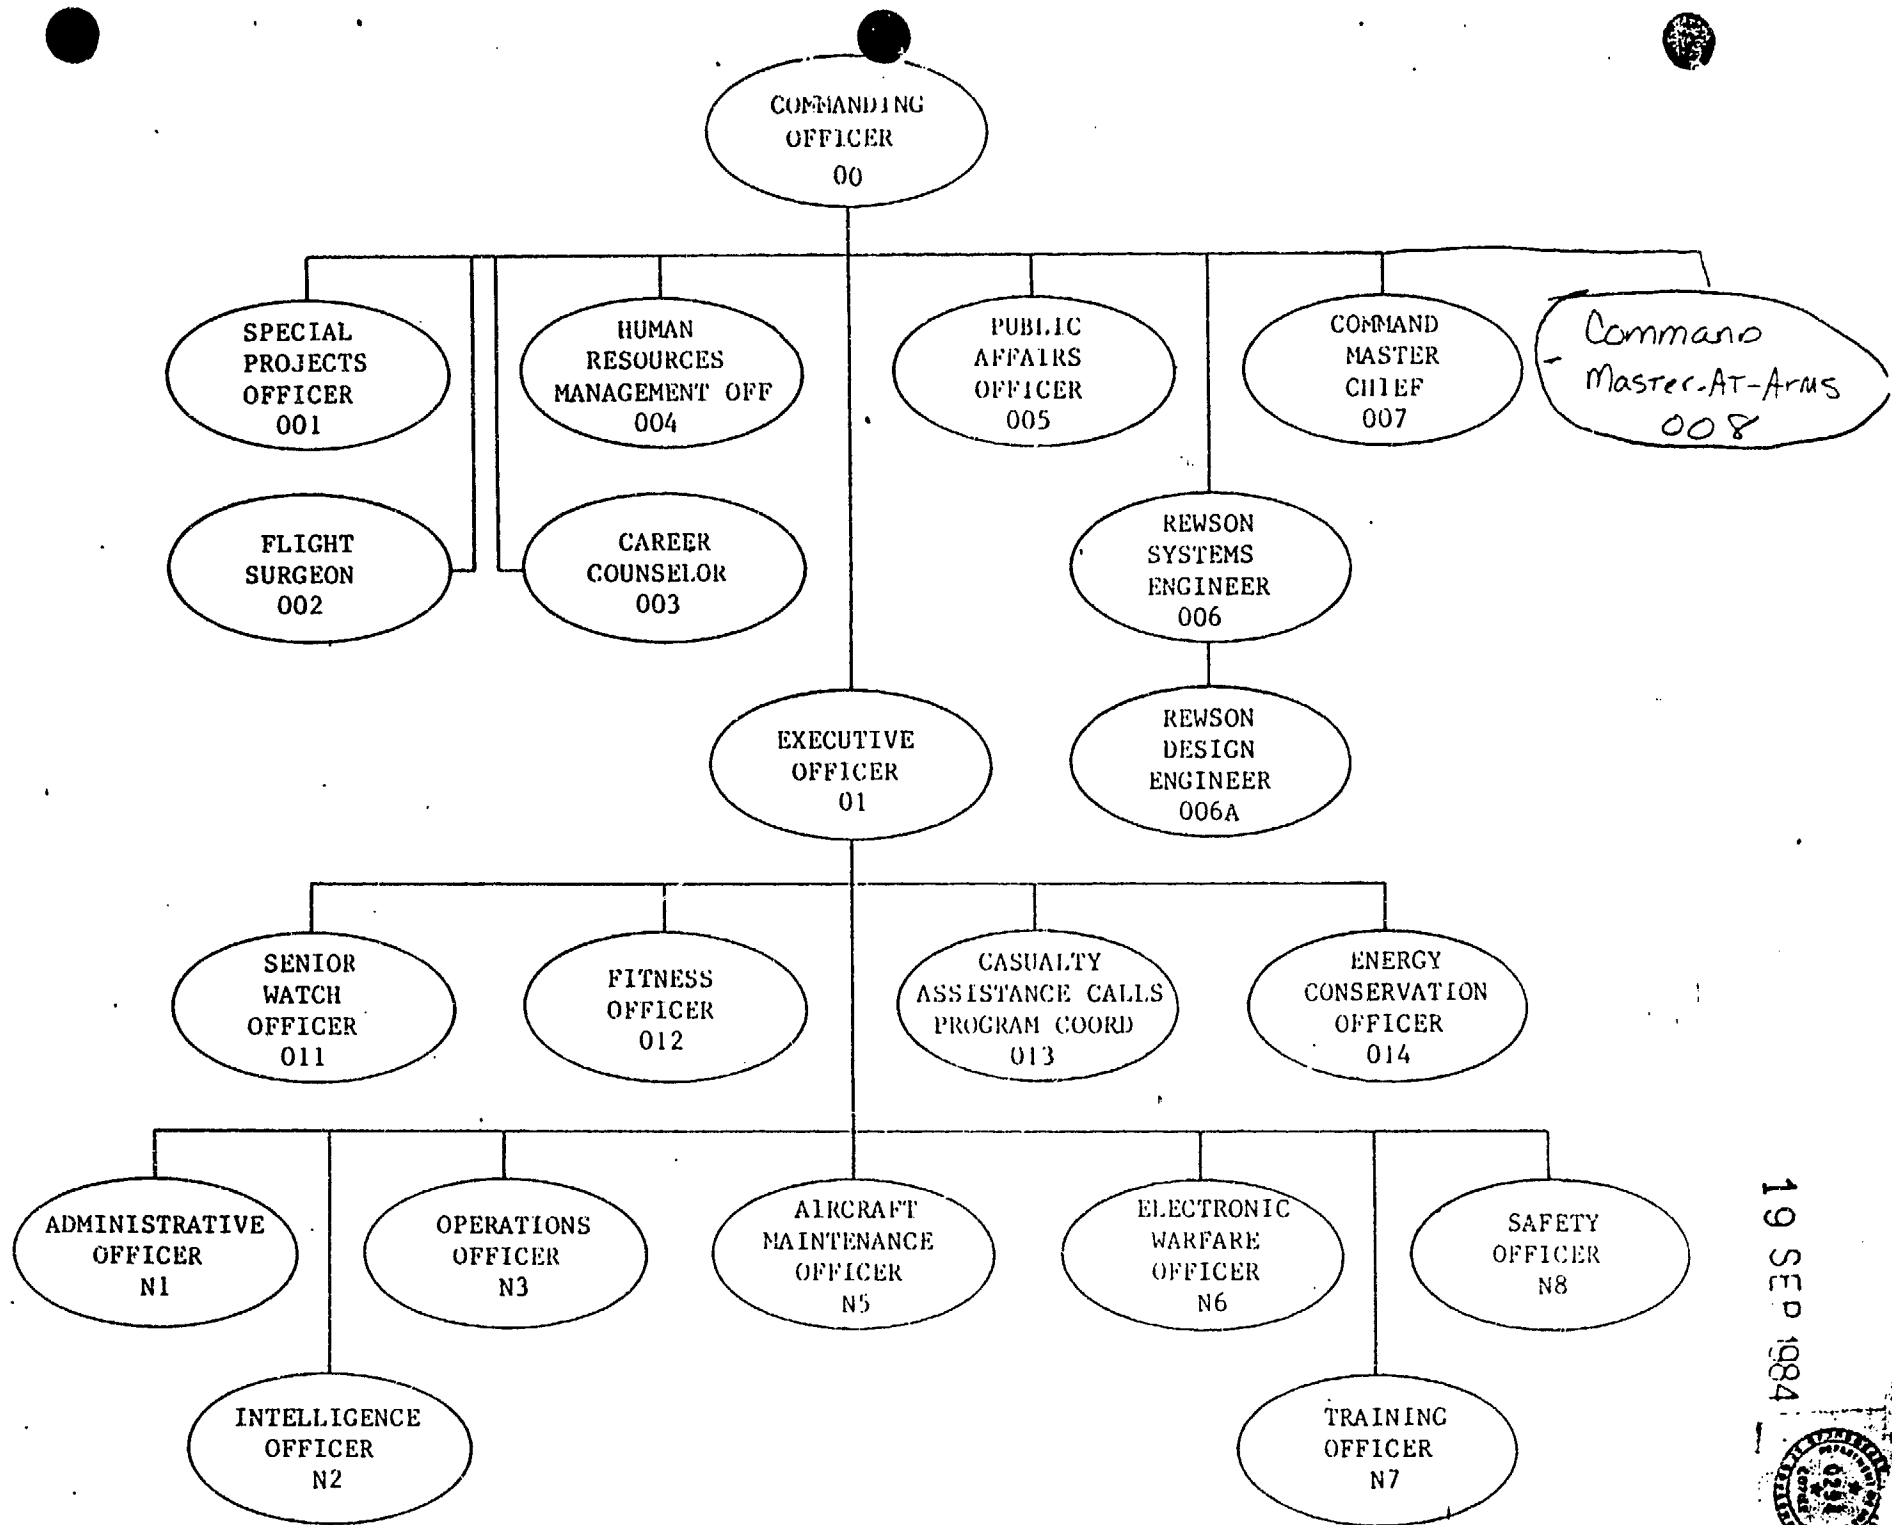 COMMANDING
OFFICER
00
SPECIAL
PROJECTS
OFFICER
001
HUMAN
RESOURCES
MANAGEMENT OFF
004
PUBLIC
AFFAIRS
OFFICER
005
COMMAND
MASTER
CHIEF
007
Command
Master-At-Arms
008
FLIGHT
SURGEON
002
CAREER
COUNSELOR
003
REWSON
SYSTEMS
ENGINEER
006
EXECUTIVE
OFFICER
01
REWSON
DESIGN
ENGINEER
006A
SENIOR
WATCH
OFFICER
011
FITNESS
OFFICER
012
CASUALTY
ASSISTANCE CALLS
PROGRAM COORD
013
ENERGY
CONSERVATION
OFFICER
014
ADMINISTRATIVE
OFFICER
N1
OPERATIONS
OFFICER
N3
AIRCRAFT
MAINTENANCE
OFFICER
N5
ELECTRONIC
WARFARE
OFFICER
N6
SAFETY
OFFICER
N8
INTELLIGENCE
OFFICER
N2
TRAINING
OFFICER
N7
19 SEP 1984